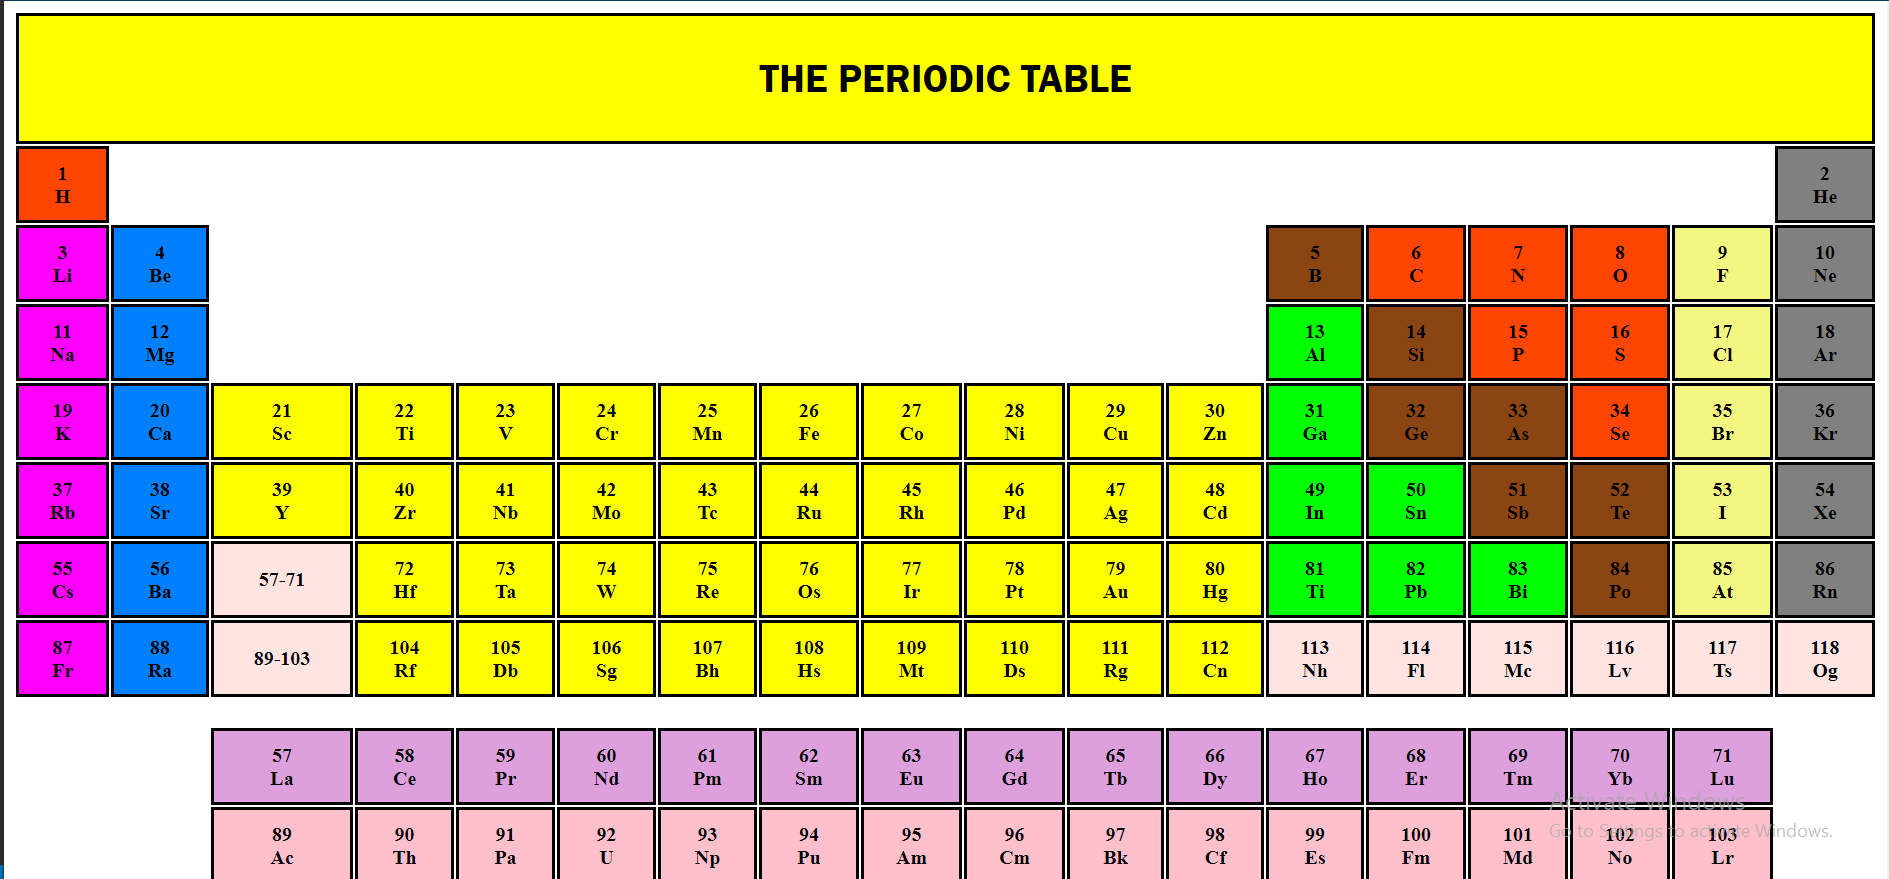 THE PERIODIC TABLE
1 2
H He
3 4 5 6 7 8 9 10
Li Be B C N O F Ne
11 12 13 14 15 16 17 18
Na Mg Al Si P S Cl Ar
19 20 21 22 23 24 25 26 27 28 29 30 31 32 33 34 35 36
K Ca Sc Ti V Cr Mn Fe Co Ni Cu Zn Ga Ge As Se Br Kr
37 38 39 40 41 42 43 44 45 46 47 48 49 50 51 52 53 54
Rb Sr Y Zr Nb Mo Tc Ru Rh Pd Ag Cd In Sn Sb Te I Xe
55 56 57-71 72 73 74 75 76 77 78 79 80 81 82 83 84 85 86
Cs Ba Hf Ta W Re Os Ir Pt Au Hg Ti Pb Bi Po At Rn
87 88 89-103 104 105 106 107 108 109 110 111 112 113 114 115 116 117 118
Fr Ra Rf Db Sg Bh Hs Mt Ds Rg Cn Nh Fl Mc Lv Ts Og
57 58 59 60 61 62 63 64 65 66 67 68 69 70 71
La Ce Pr Nd Pm Sm Eu Gd Tb Dy Ho Er Tm Yb Lu
Activate Windows
Go to Settings to activate Windows.
89 90 91 92 93 94 95 96 97 98 99 100 101 102 103
Ac Th Pa U Np Pu Am Cm Bk Cf Es Fm Md No Lr